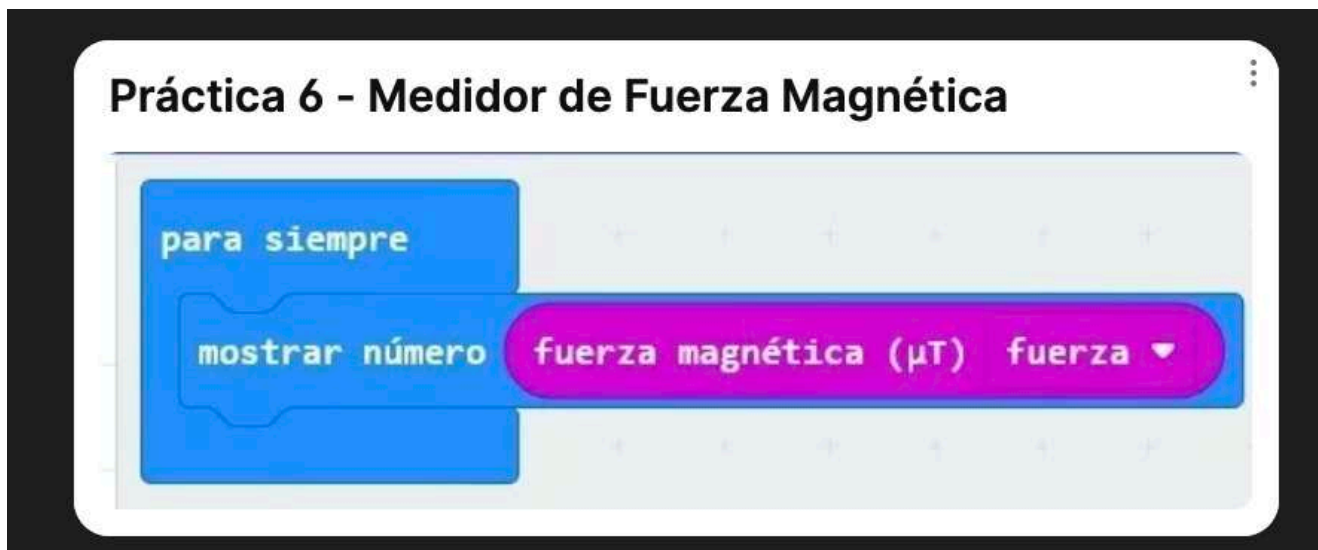 Práctica 6 - Medidor de Fuerza Magnética
para siempre
mostrar número fuerza magnética (µT) fuerza